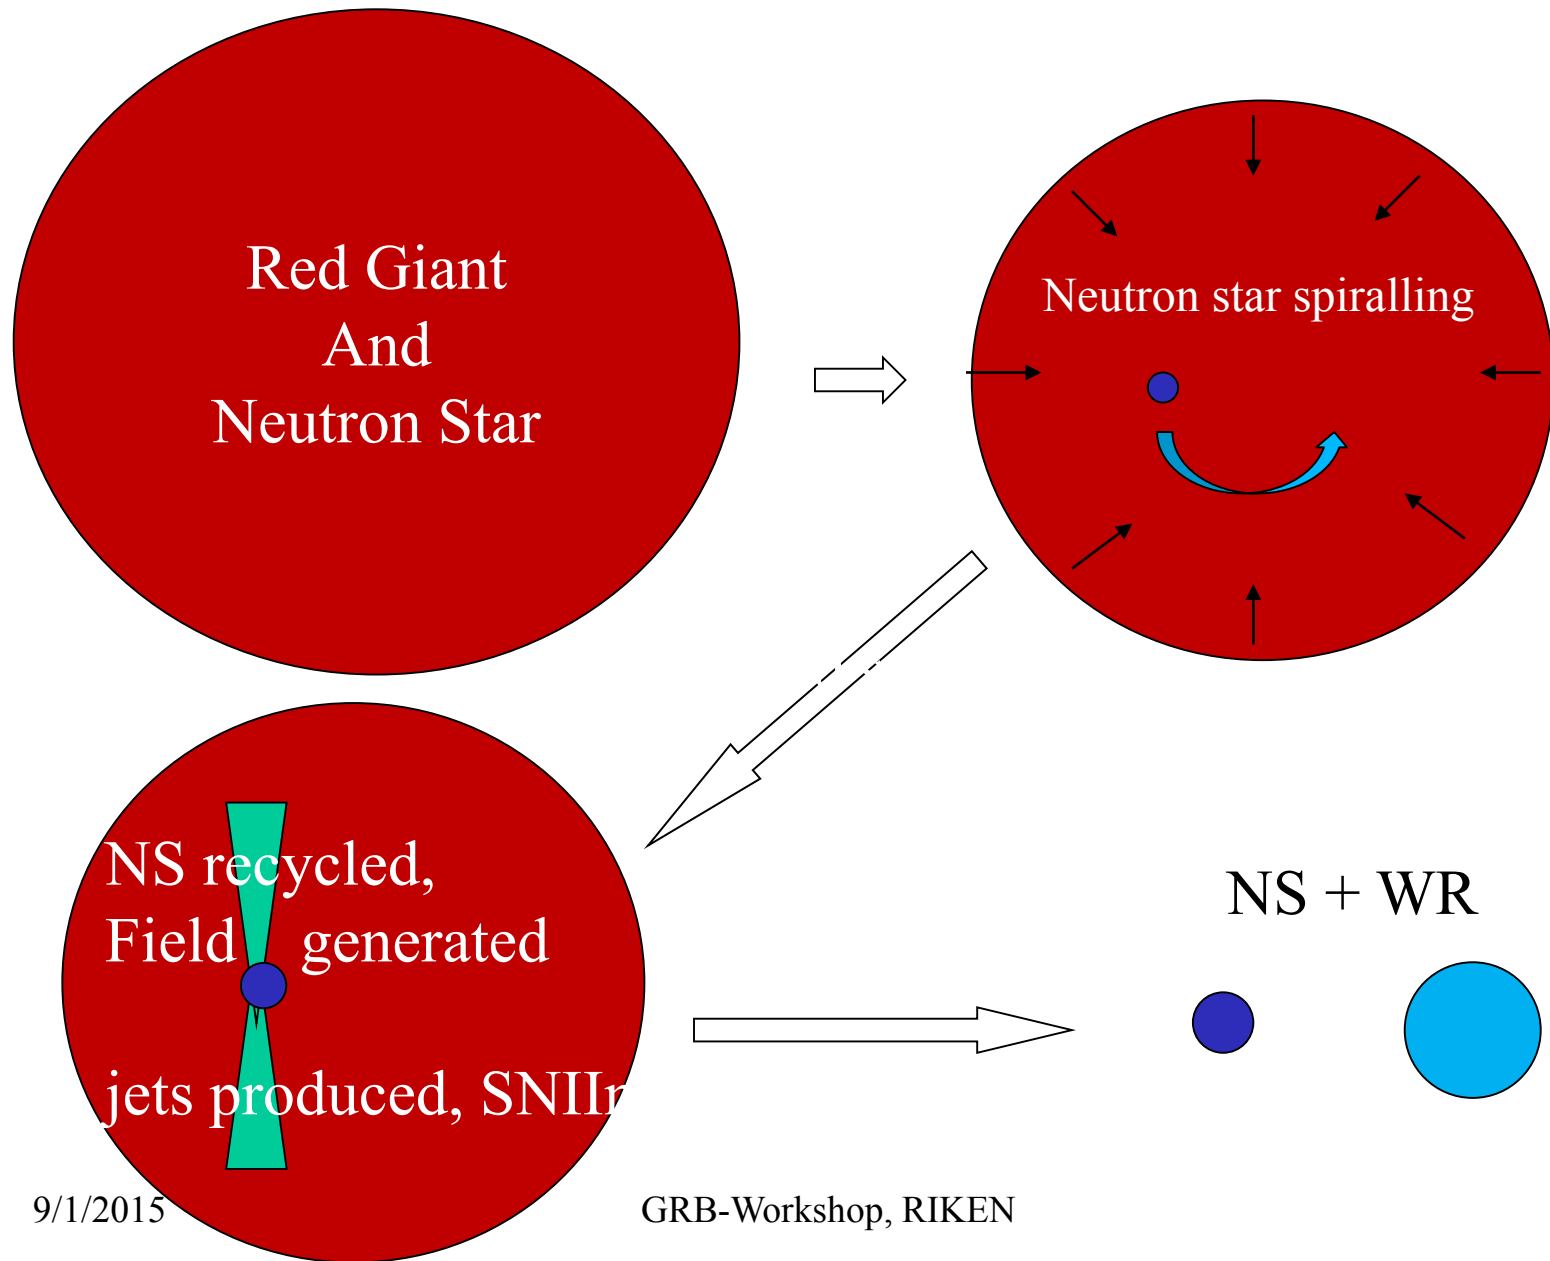 Red Giant
And
Neutron Star
Neutron star spiralling
NS recycled,
Field generated
jets produced,
NS + WR
9/1/2015
GRB-Workshop, RIKEN